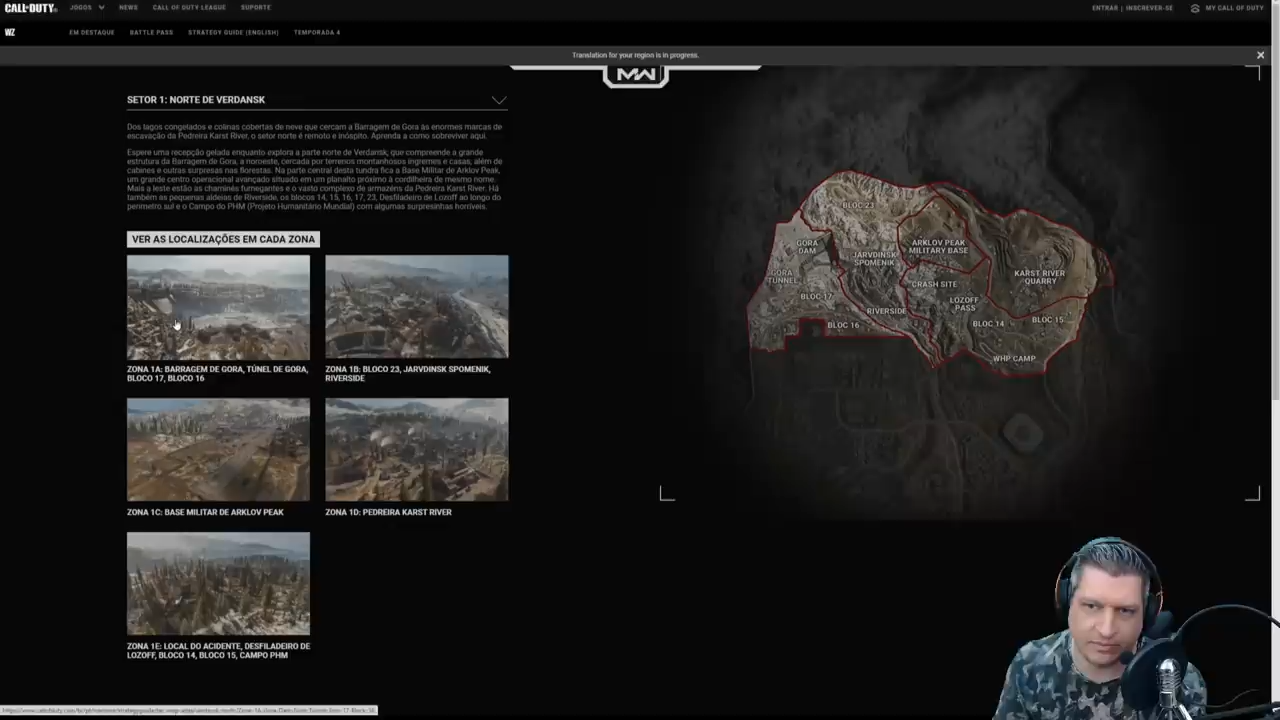 CALL OF DUTY
JOGOS
NEWS
CALL OF DUTY LEAGUE
SUPORTE
ENTRAR | INSCREVER-SE
MY CALL OF DUTY
WZ
EM DESTAQUE
BATTLE PASS
STRATEGY GUIDE (ENGLISH)
TEMPORADA 4
Translation for your region is in progress.
MW
SETOR 1: NORTE DE VERDANSK
Dos lagos congelados e colinas cobertas de neve que cercam a Barragem de Gora às enormes marcas de
escavação da Pedreira Karst River, o setor norte é remoto e inóspito. Aprenda a como sobreviver aqui.
Espere uma recepção gelada enquanto explora a parte norte de Verdansk, que compreende a grande
estrutura da Barragem de Gora, a noroeste, cercada por terrenos montanhosos íngremes e casas, além de
cabines e outras surpresas nas florestas. Na parte central desta tundra fica a Base Militar de Arklov Peak,
um grande centro operacional avançado situado em um planalto próximo à cordilheira de mesmo nome.
Mais a leste estão as chaminés fumegantes e o vasto complexo de armazéns da Pedreira Karst River. Há
também as pequenas aldeias de Riverside, os blocos 14, 15, 16, 17, 23, Desfiladeiro de Lozoff ao longo do
perímetro sul e o Campo do PHM (Projeto Humanitário Mundial) com algumas surpresinhas horríveis.
VER AS LOCALIZAÇÕES EM CADA ZONA
ZONA 1A: BARRAGEM DE GORA, TÚNEL DE GORA,
BLOCO 17, BLOCO 16
ZONA 1B: BLOCO 23, JARVDINSK SPOMENIK,
RIVERSIDE
ZONA 1C: BASE MILITAR DE ARKLOV PEAK
ZONA 1D: PEDREIRA KARST RIVER
ZONA 1E: LOCAL DO ACIDENTE, DESFILADEIRO DE
LOZOFF, BLOCO 14, BLOCO 15, CAMPO PHM
BLOC 23
GORA
DAM
ARKLOV PEAK
MILITARY BASE
JARVDINSK
SPOMENIK
GORA
TUNNEL
KARST RIVER
QUARRY
CRASH SITE
BLOC 17
LOZOFF
PASS
RIVERSIDE
BLOC 16
BLOC 14
BLOC 15
WHP CAMP